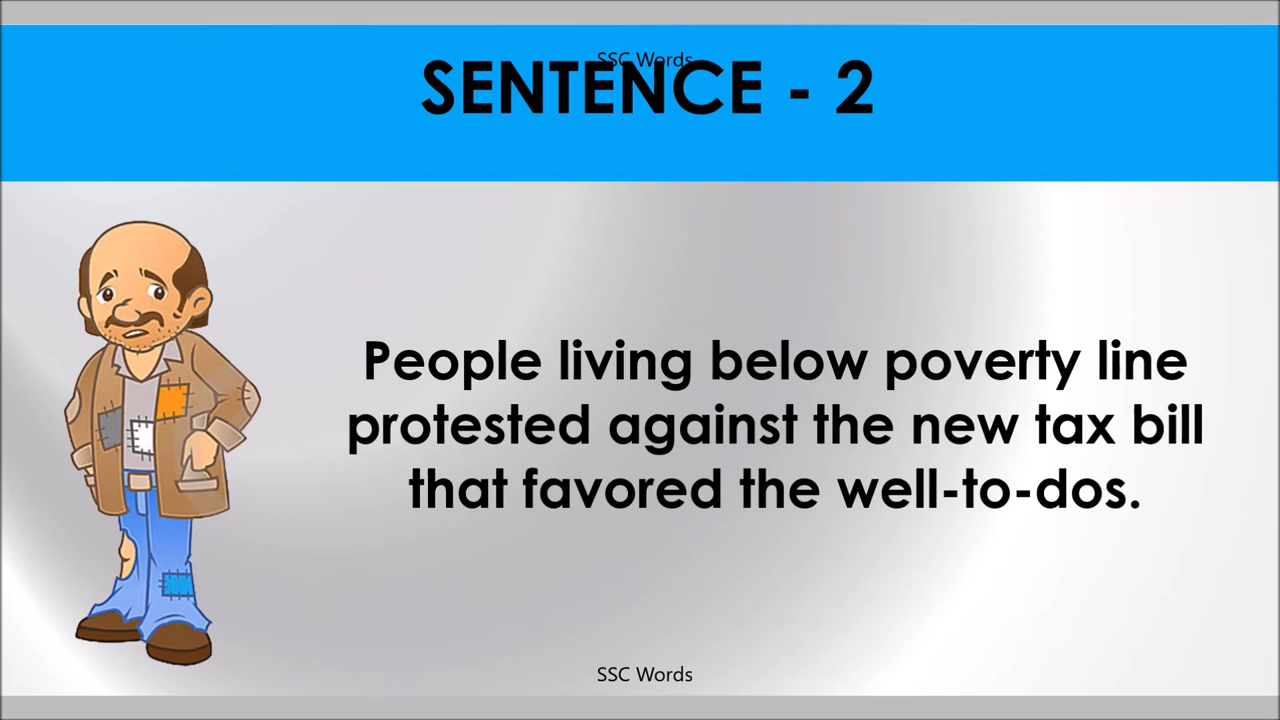 SSC Words
SENTENCE - 2
People living below poverty line
protested against the new tax bill
that favored the well-to-dos.
SSC Words